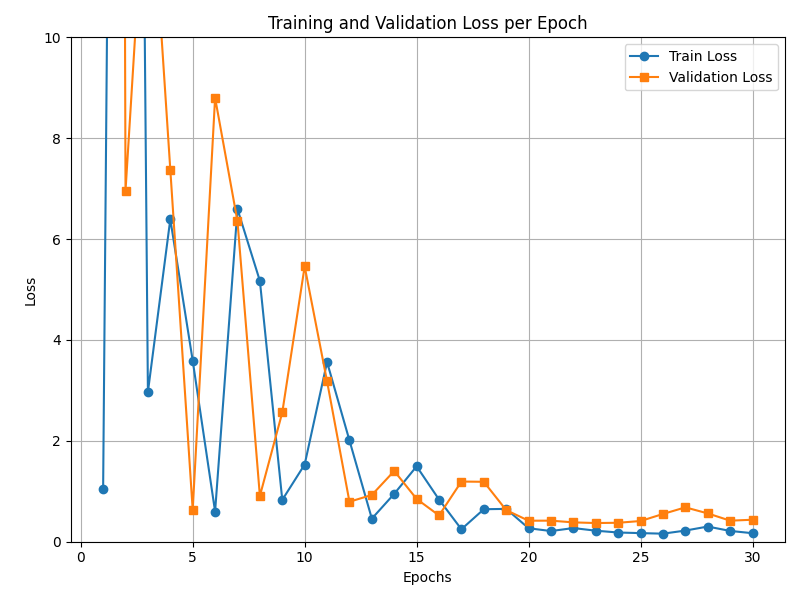 Training and Validation Loss per Epoch
10
8
6
4
2
0
Loss
Train Loss
Validation Loss
0 5 10 15 20 25 30
Epochs